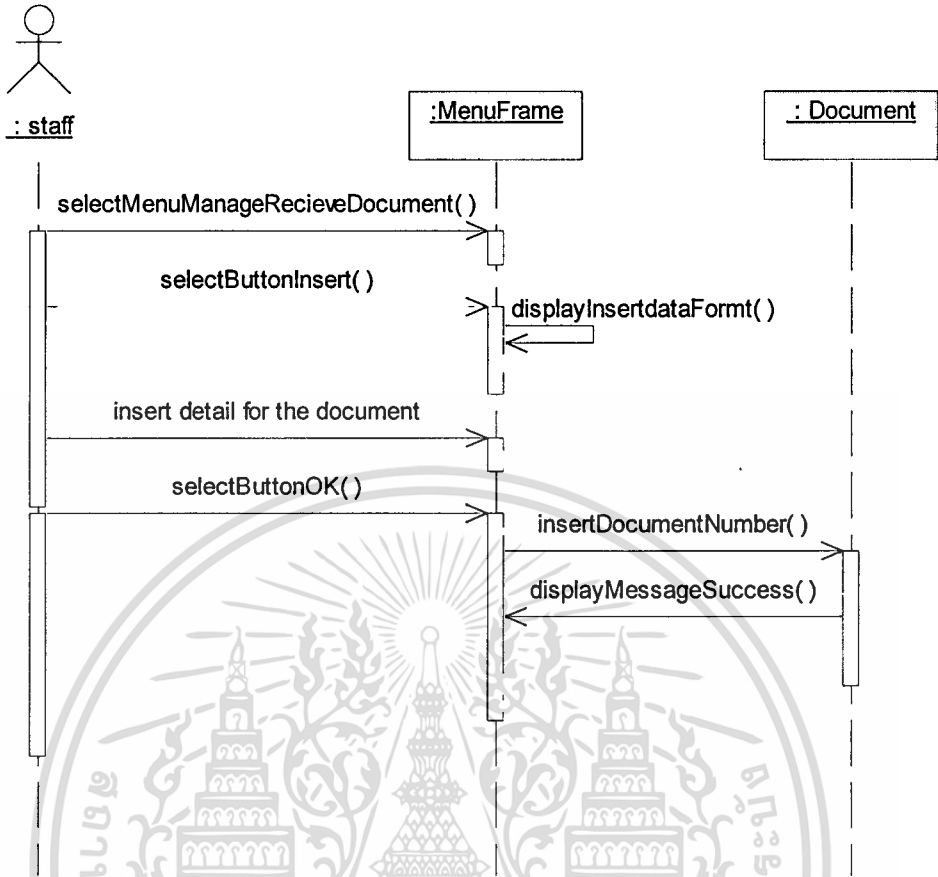 : staff
:MenuFrame
: Document
selectMenuManageRecieveDocument( )
selectButtonInsert( )
displayInsertdataFormt( )
insert detail for the document
selectButtonOK( )
insertDocumentNumber( )
displayMessageSuccess( )